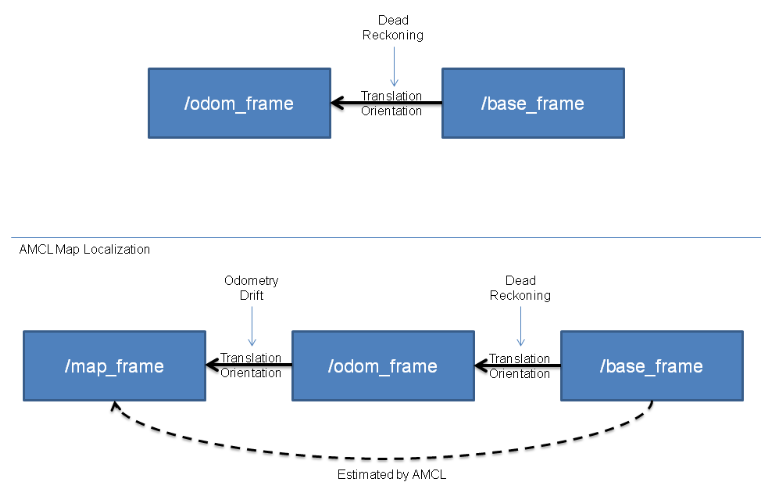 Dead
Reckoning
/odom_frame
Translation
Orientation
/base_frame
AMCL Map Localization
Odometry
Drift
Dead
Reckoning
/map_frame
Translation
Orientation
/odom_frame
Translation
Orientation
/base_frame
Estimated by AMCL